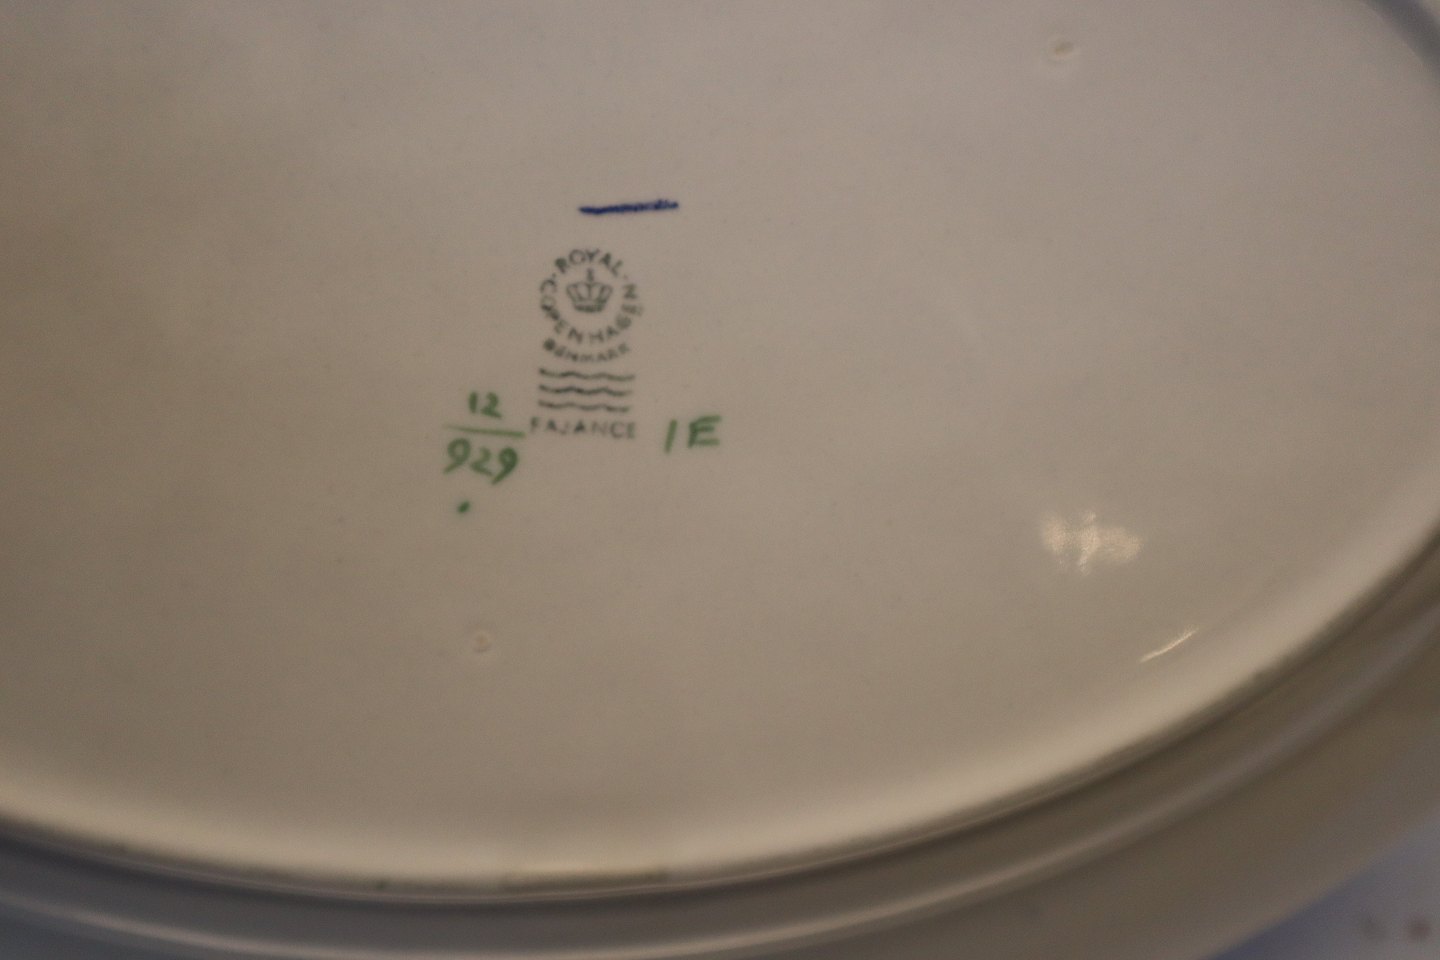 ROYAL
COPENHAGEN
DENMARK
FAJANCE
12
929
1E